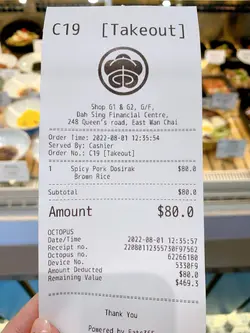 C19 [Takeout]
Shop G1 & G2, G/F,
Dah Sing Financial Centre,
248 Queen's road, East Wan Chai
Order Time: 2022-08-01 12:35:54
Served By: Cashier
Order No.: C19 [Takeout]
1 Spicy Pork Dosirak $80.0
Brown Rice
Subtotal $80.0
Amount $80.0
OCTOPUS
Date/Time 2022-08-01 12:35:57
Receipt no. 2208011235573OF97562
Octopus no. 62266180
Device No. 5330F9
Amount Deducted $80.0
Remaining Value $469.3
Thank You